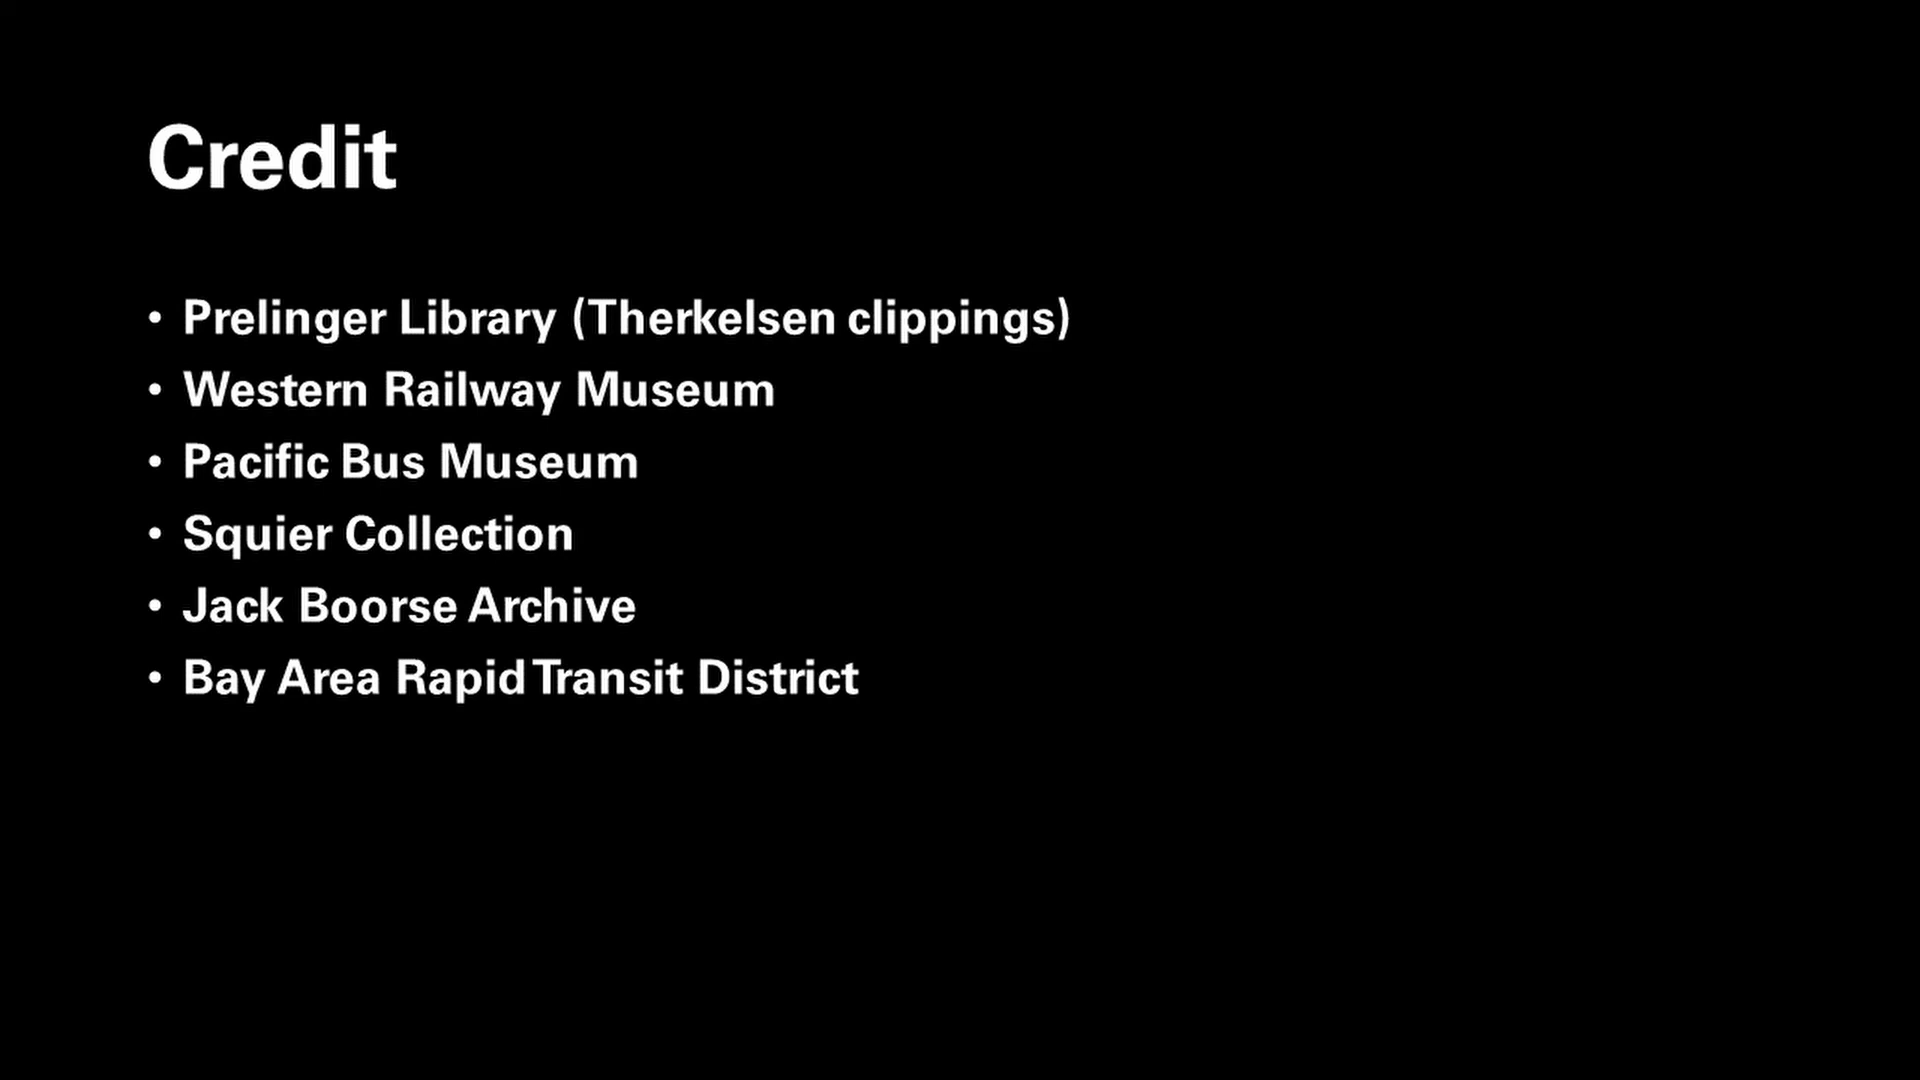 Credit
• Prelinger Library (Therkelsen clippings)
• Western Railway Museum
• Pacific Bus Museum
• Squier Collection
• Jack Boorse Archive
• Bay Area Rapid Transit District